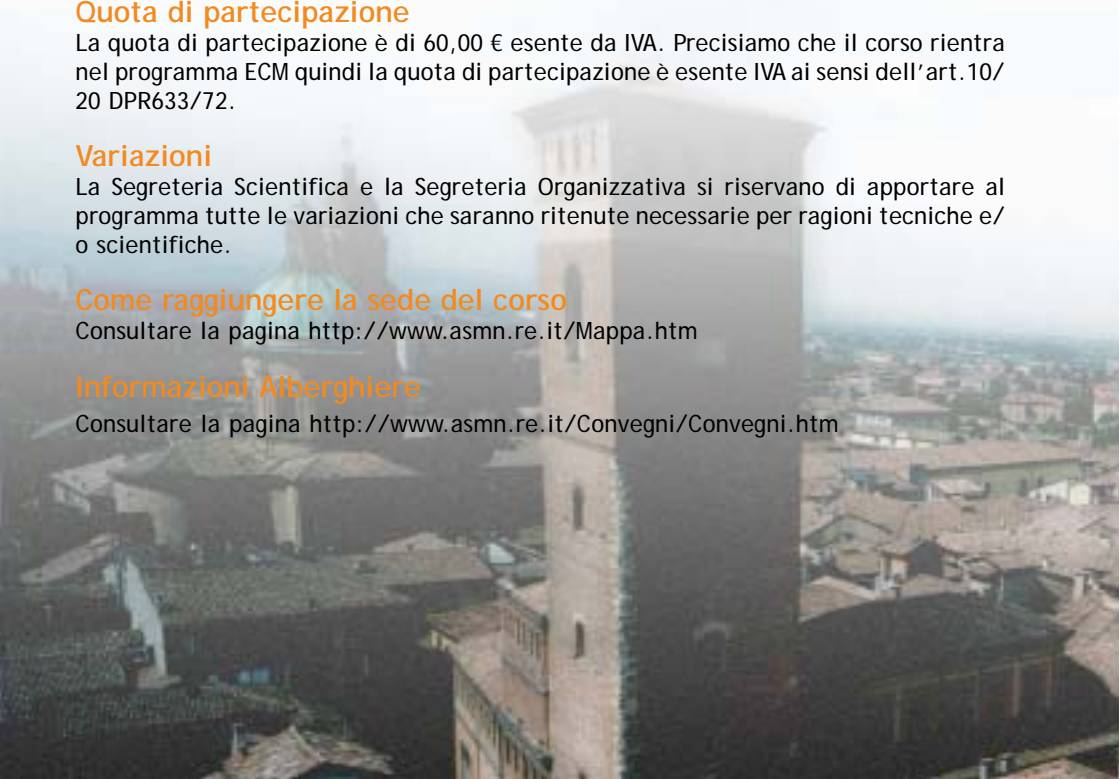 Quota di partecipazione
La quota di partecipazione è di 60,00 € esente da IVA. Precisiamo che il corso rientra
nel programma ECM quindi la quota di partecipazione è esente IVA ai sensi dell'art.10/
20 DPR633/72.
Variazioni
La Segreteria Scientifica e la Segreteria Organizzativa si riservano di apportare al
programma tutte le variazioni che saranno ritenute necessarie per ragioni tecniche e/
o scientifiche.
Come raggiungere la sede del corso
Consultare la pagina http://www.asmn.re.it/Mappa.htm
Informazioni Alberghiere
Consultare la pagina http://www.asmn.re.it/Convegni/Convegni.htm